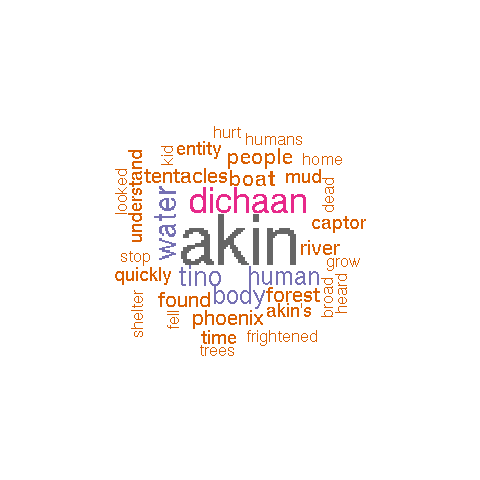 hurt
humans
kid
entity
people
home
understand
looked
tentacles
boat
mud
dead
water
dichaan
captor
akin
river
stop
grow
quickly
tino
human
heard
broad
shelter
found
body
forest
fell
phoenix
akin's
time
frightened
trees